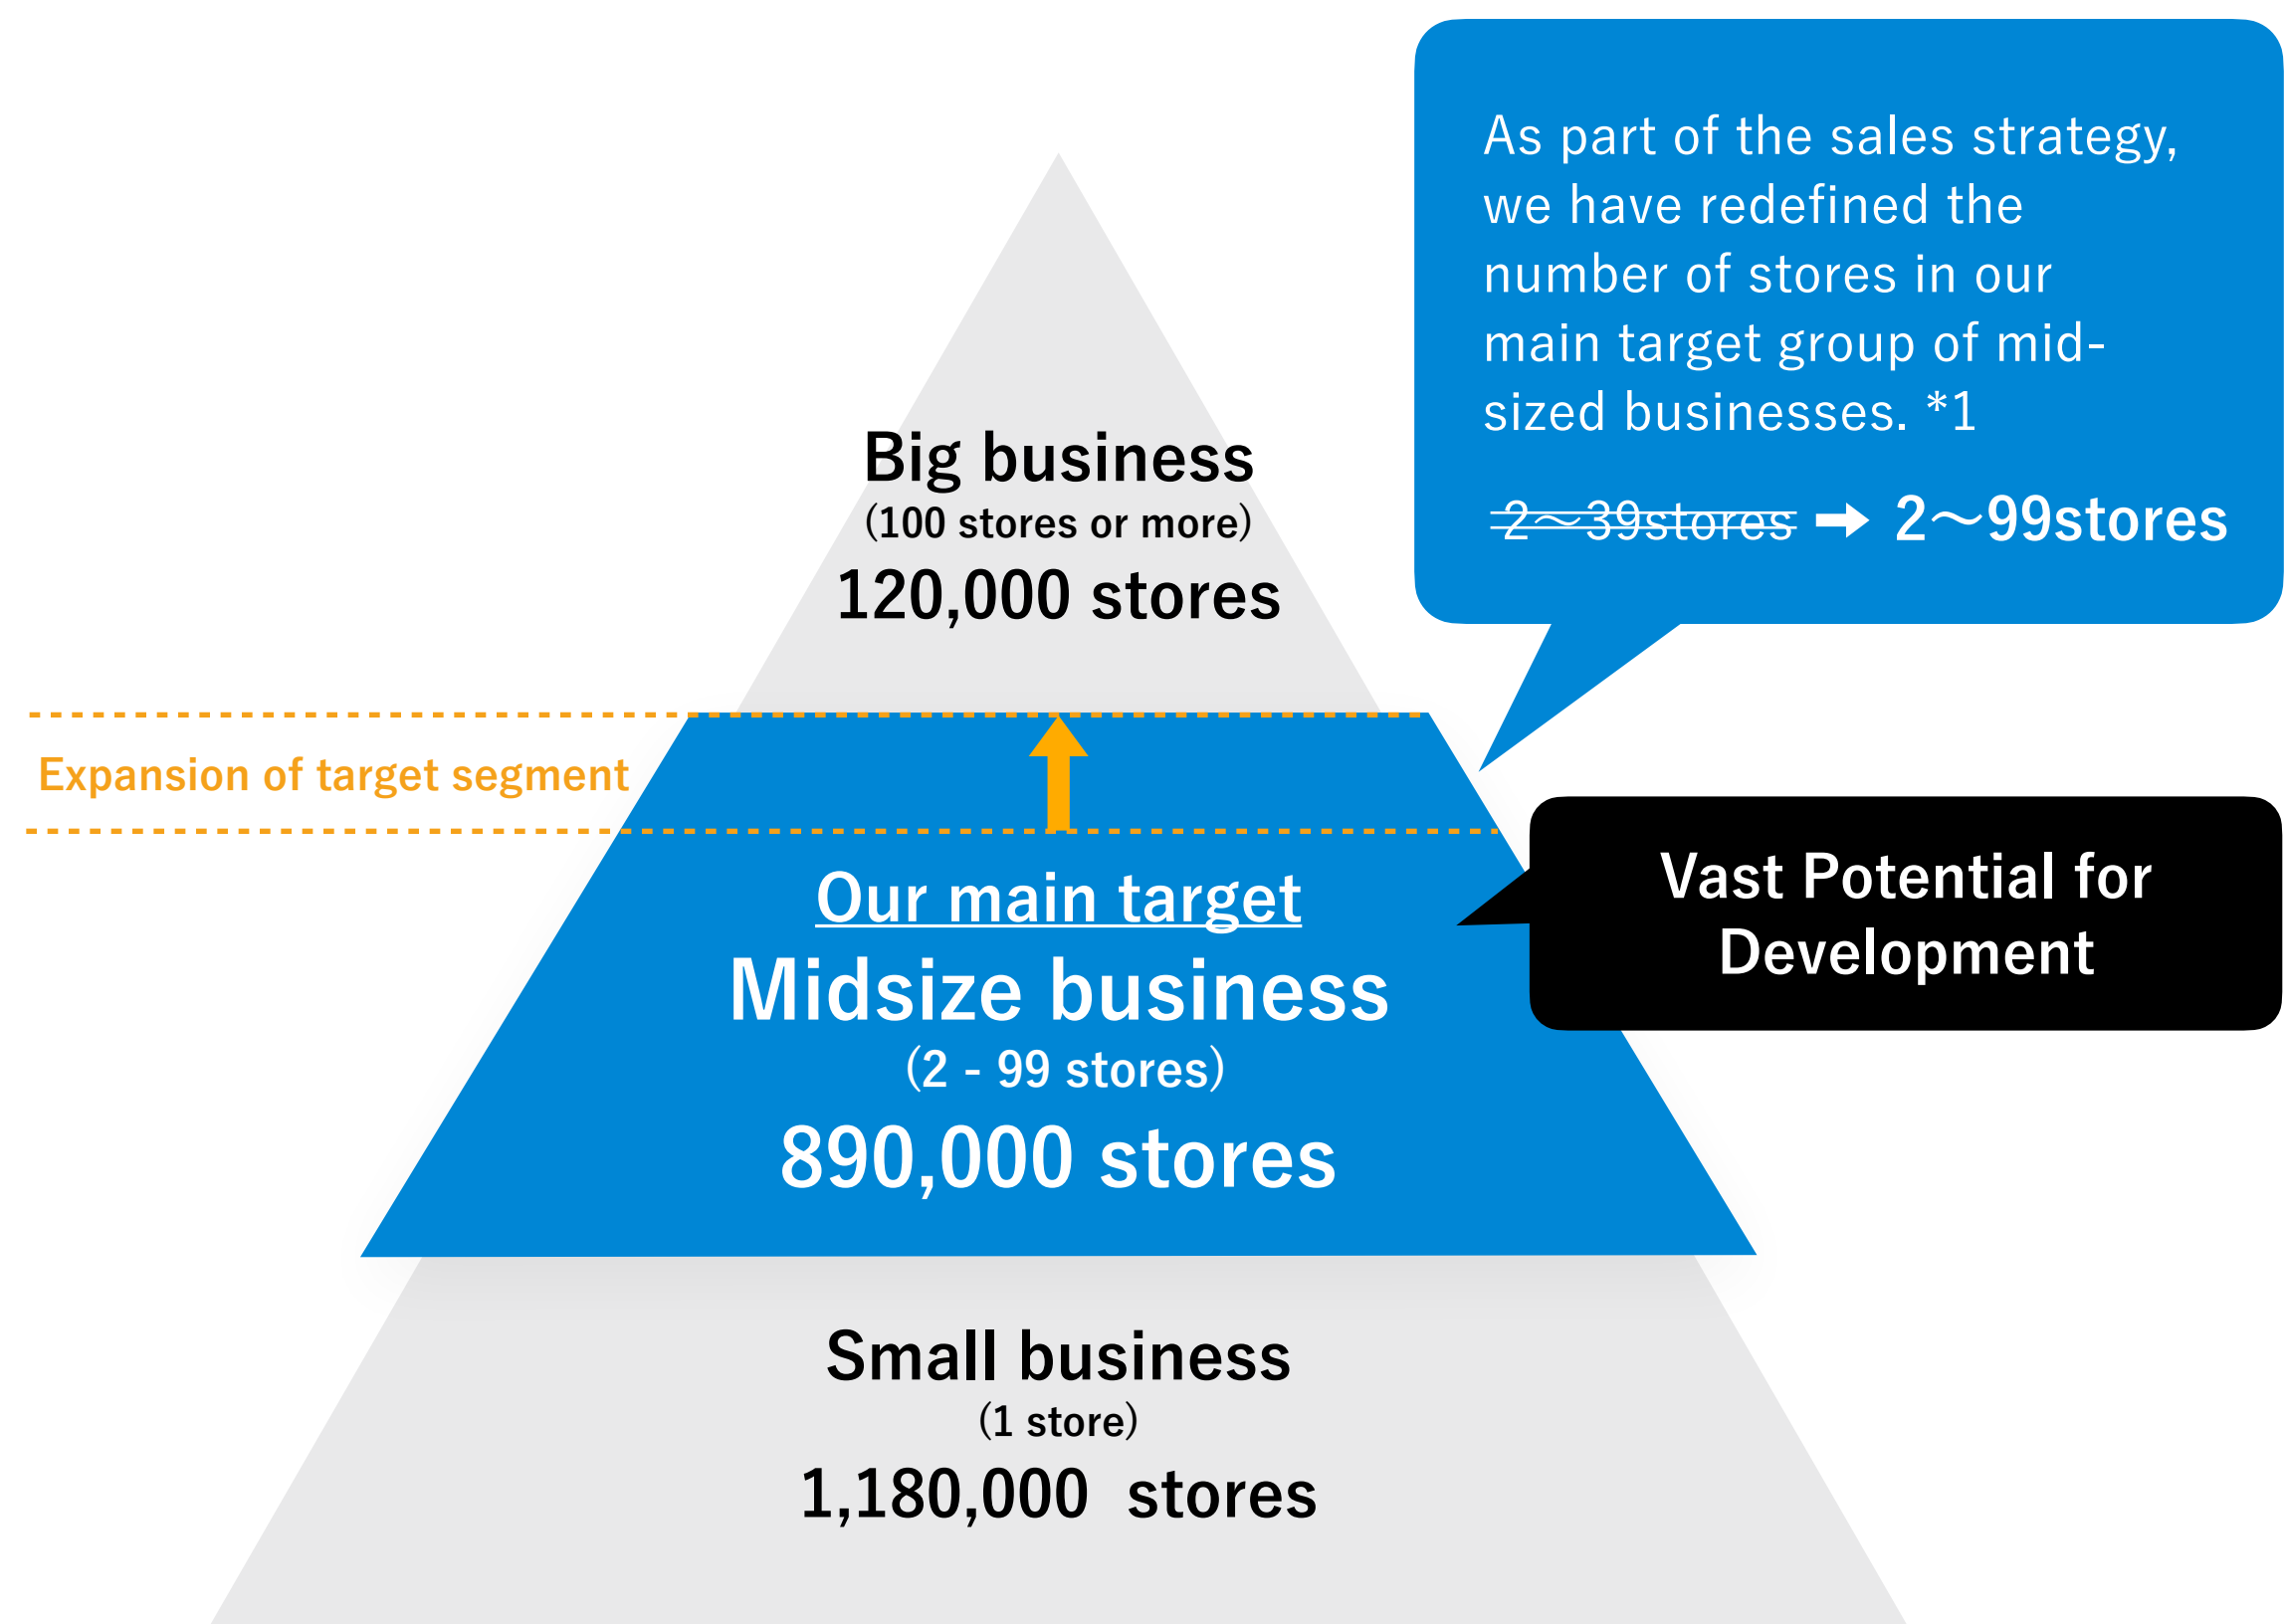 As part of the sales strategy,
we have redefined the
number of stores in our
main target group of mid-
sized businesses. *1
2～39stores ➡ 2～99stores
Big business
(100 stores or more)
120,000 stores
Expansion of target segment
Our main target
Midsize business
(2 - 99 stores)
890,000 stores
Vast Potential for
Development
Small business
(1 store)
1,180,000 stores